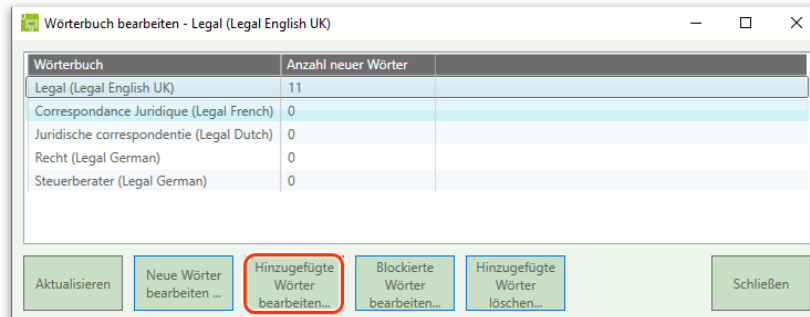 Wörterbuch bearbeiten - Legal (Legal English UK)
Wörterbuch Anzahl neuer Wörter
Legal (Legal English UK) 11
Correspondance Juridique (Legal French) 0
Juridische correspondentie (Legal Dutch) 0
Recht (Legal German) 0
Steuerberater (Legal German) 0
Aktualisieren
Neue Wörter
bearbeiten ...
Hinzugefügte
Wörter
bearbeiten...
Blockierte
Wörter
bearbeiten...
Hinzugefügte
Wörter
löschen...
Schließen